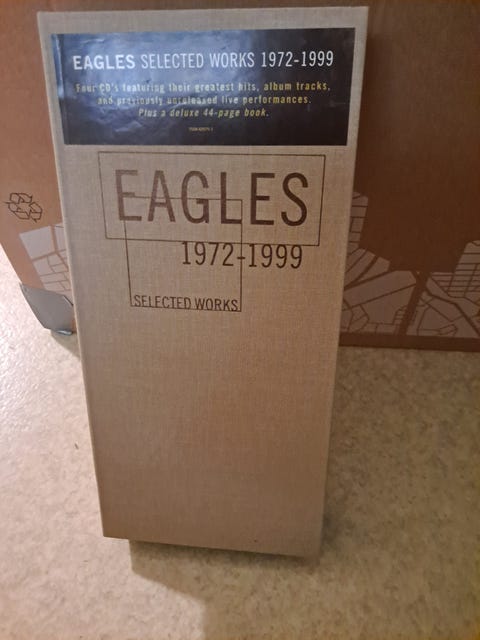 EAGLES SELECTED WORKS 1972-1999
Four CD's featuring their greatest hits, album tracks,
and previously unreleased live performances.
Plus a deluxe 44-page book.
EAGLES
1972-1999
SELECTED WORKS